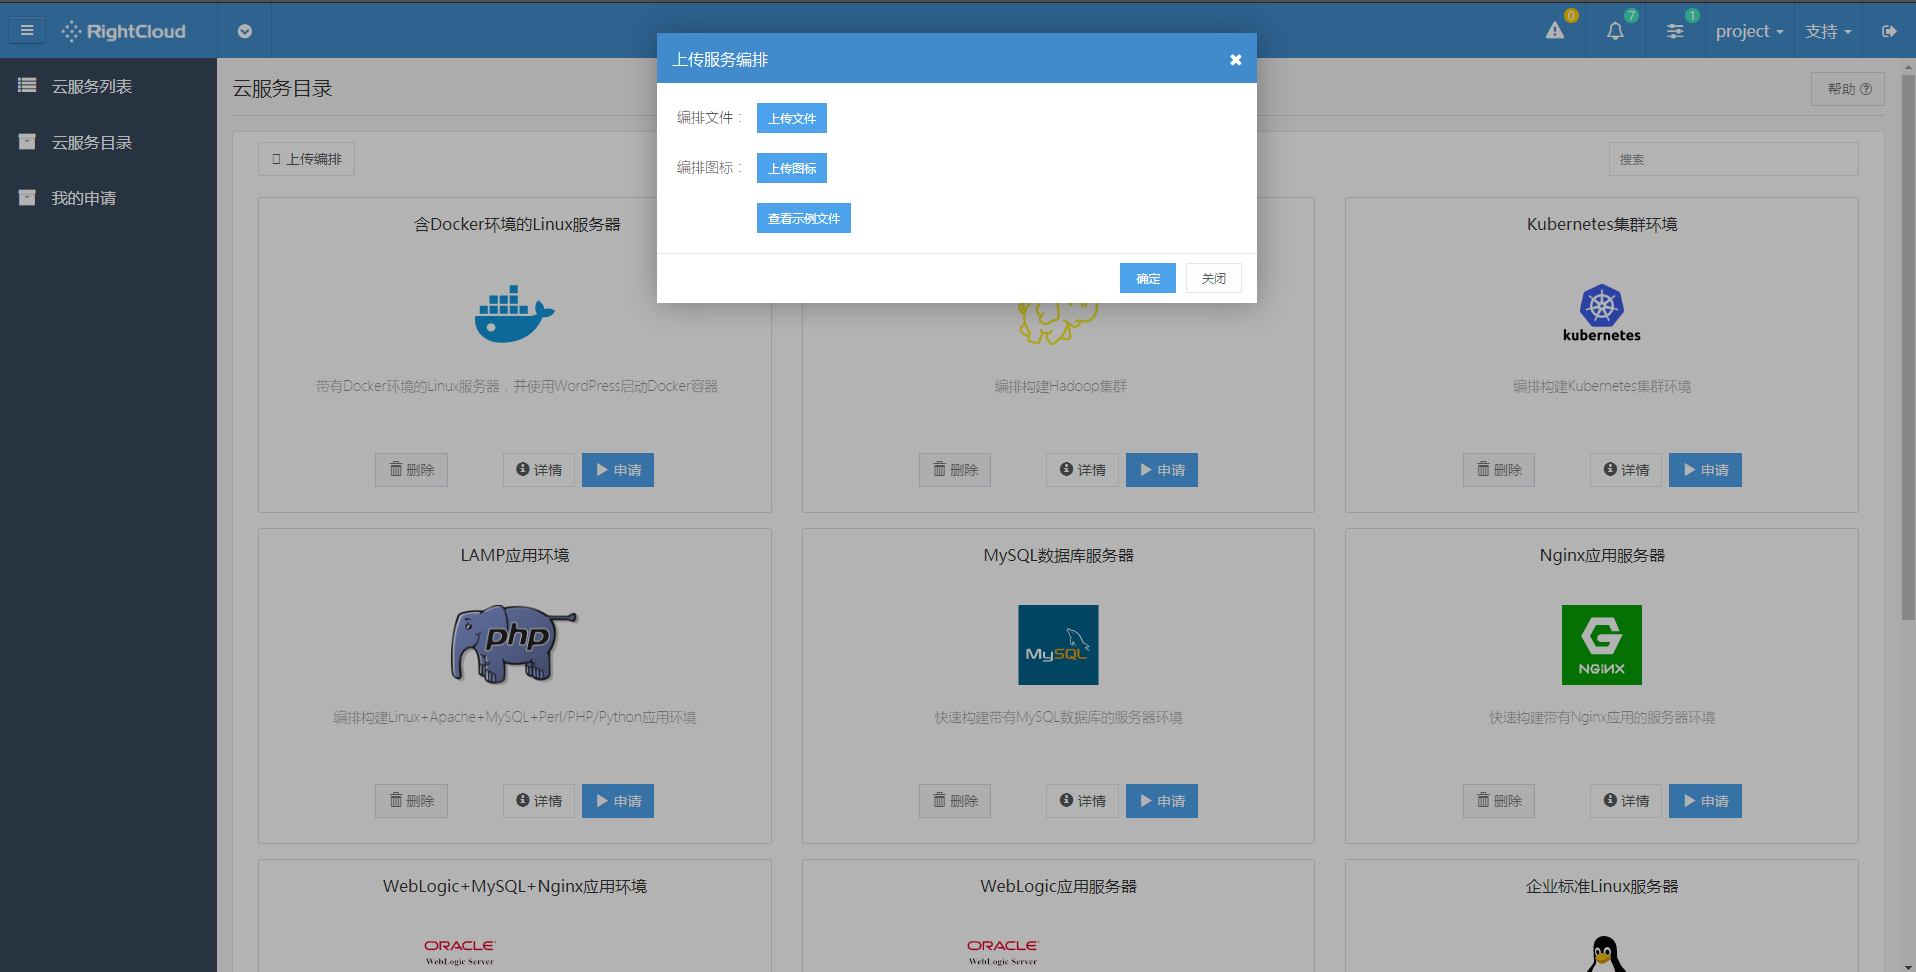 RightCloud
0
7
1
project
支持
上传服务编排
云服务列表
云服务目录
我的申请
云服务目录
帮助
编排文件：
上传文件
编排图标：
上传图标
查看示例文件
确定
关闭
上传编排
搜索
含Docker环境的Linux服务器
带有Docker环境的Linux服务器，并使用WordPress启动Docker容器
删除
详情
申请
编排构建Hadoop集群
删除
详情
申请
Kubernetes集群环境
kubernetes
编排构建Kubernetes集群环境
删除
详情
申请
LAMP应用环境
php
编排构建Linux+Apache+MySQL+Perl/PHP/Python应用环境
删除
详情
申请
MySQL数据库服务器
MySQL
快速构建带有MySQL数据库的服务器环境
删除
详情
申请
Nginx应用服务器
G
NGINX
快速构建带有Nginx应用的服务器环境
删除
详情
申请
WebLogic+MySQL+Nginx应用环境
ORACLE
WebLogic Server
WebLogic应用服务器
ORACLE
WebLogic Server
企业标准Linux服务器